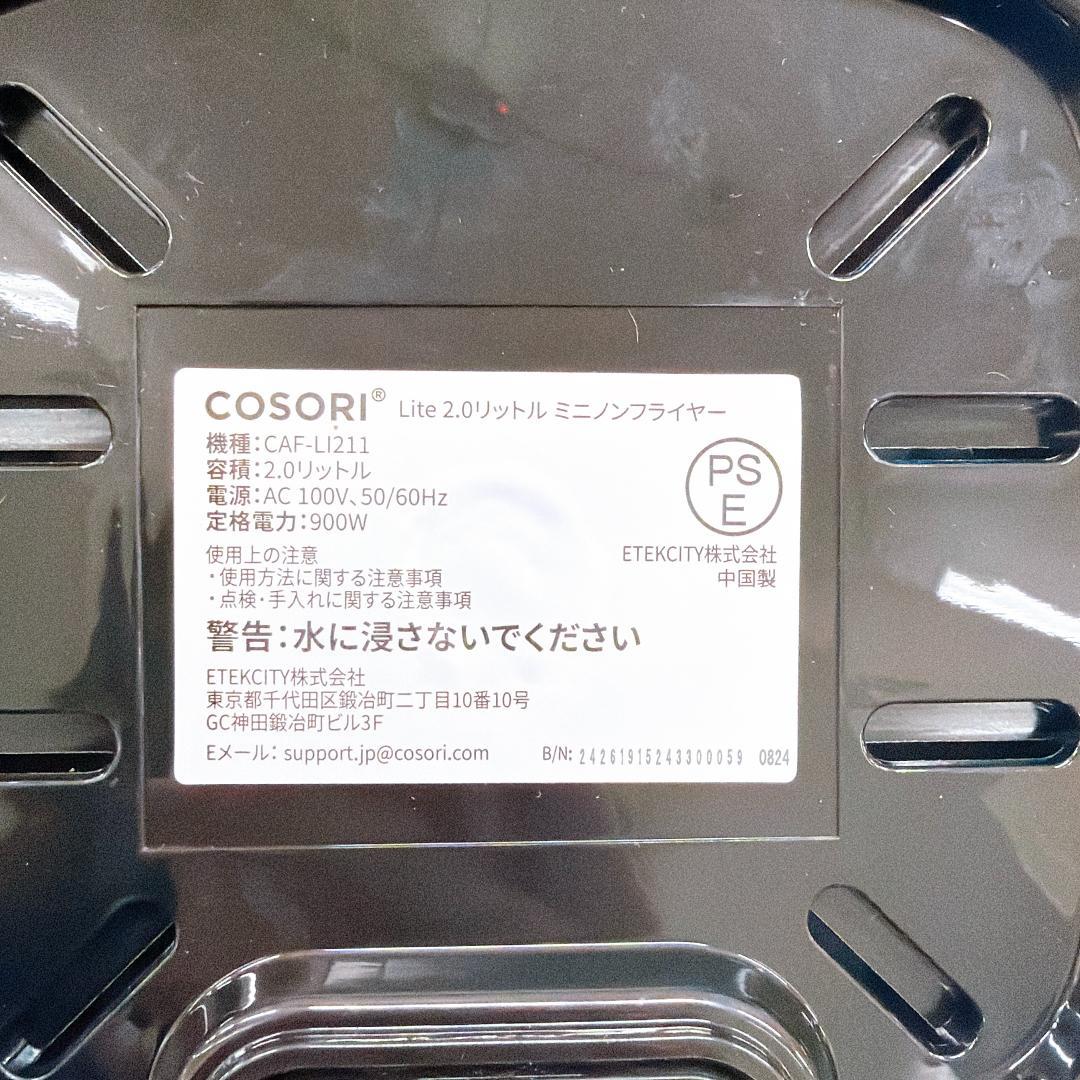 COSORI® Lite 2.0リットル ミニノンフライヤー
機種：CAF-LI211
容積：2.0リットル
電源：AC 100V、50/60Hz
定格電力：900W
PS
E
使用上の注意
・使用方法に関する注意事項
・点検・手入れに関する注意事項
ETEKCITY株式会社
中国製
警告：水に浸さないでください
ETEKCITY株式会社
東京都千代田区鍛冶町二丁目10番10号
GC神田鍛冶町ビル3F
Eメール： support.jp@cosori.com B/N: 24261915243300059 0824